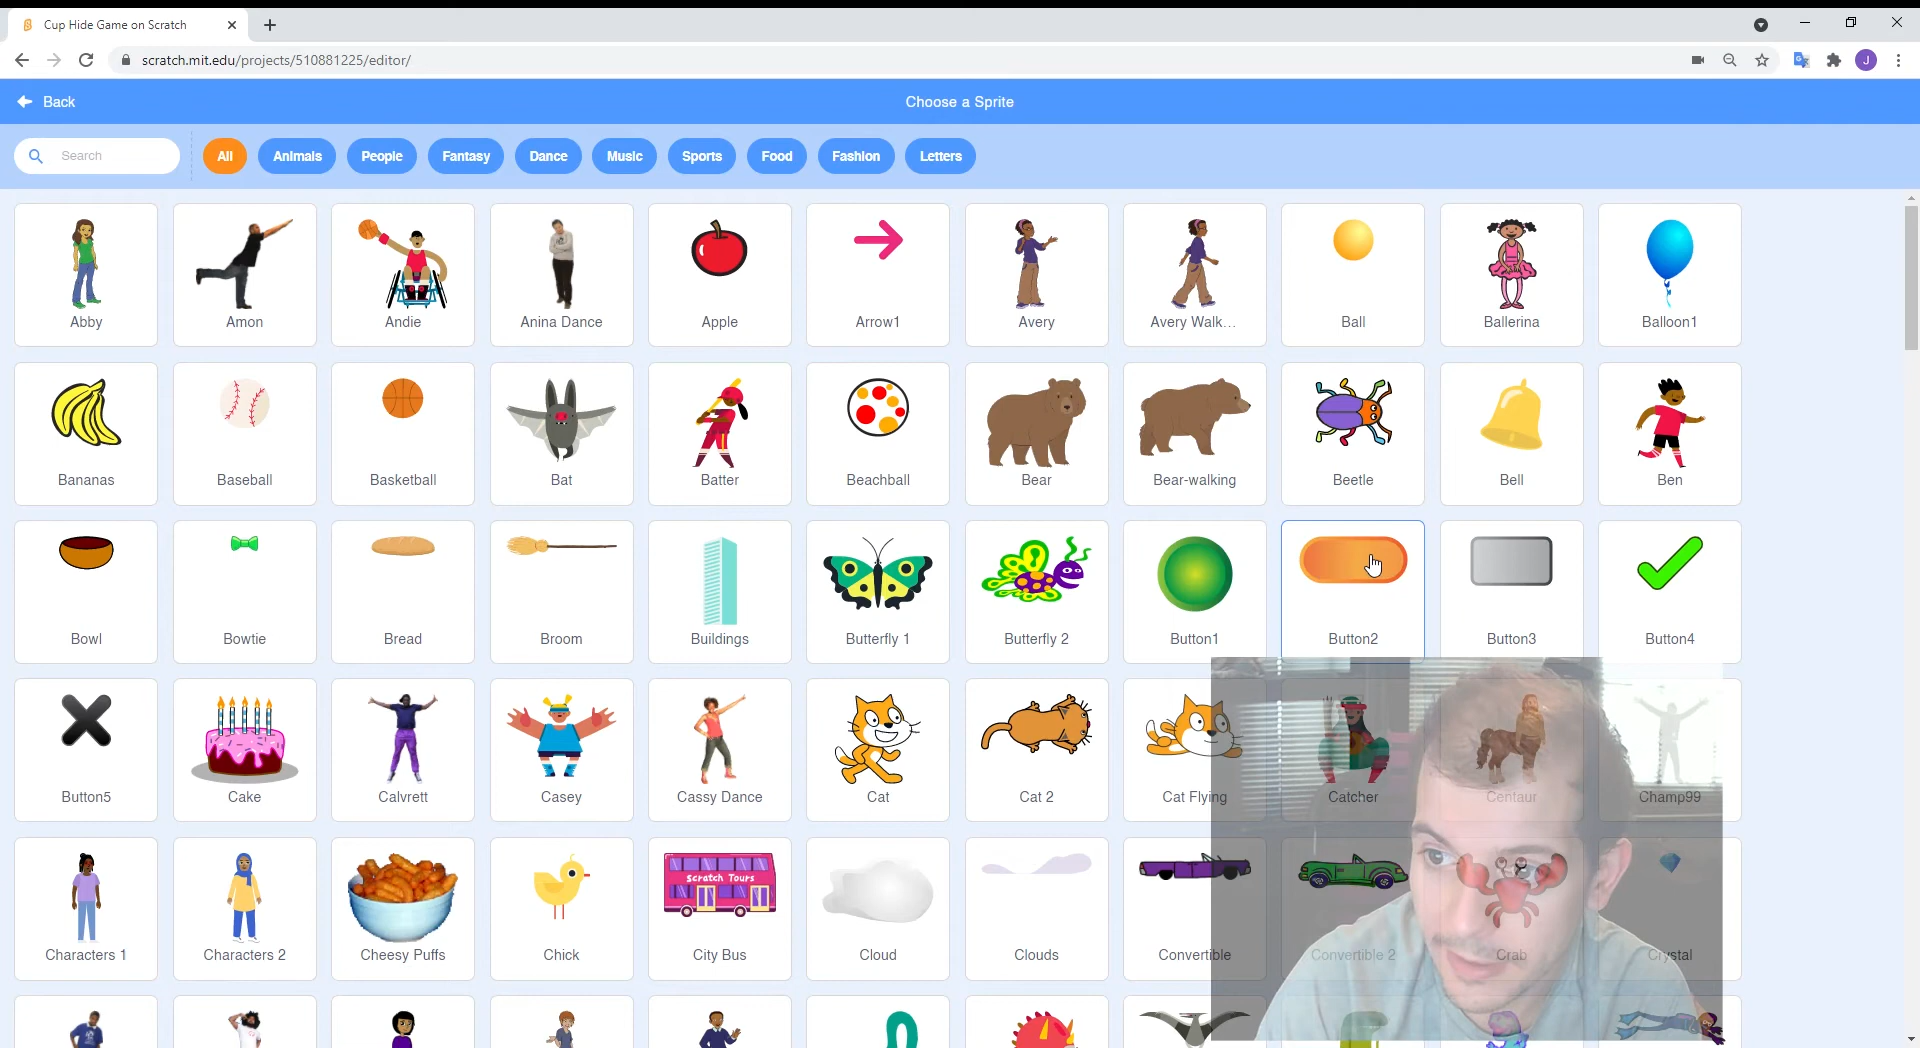 Cup Hide Game on Scratch
scratch.mit.edu/projects/510881225/editor/
J
Back
Choose a Sprite
Search
All
Animals
People
Fantasy
Dance
Music
Sports
Food
Fashion
Letters
Abby
Amon
Andie
Anina Dance
Apple
Arrow1
Avery
Avery Walk...
Ball
Ballerina
Balloon1
Bananas
Baseball
Basketball
Bat
Batter
Beachball
Bear
Bear-walking
Beetle
Bell
Ben
Bowl
Bowtie
Bread
Broom
Buildings
Butterfly 1
Butterfly 2
Button1
Button2
Button3
Button4
Button5
Cake
Calvrett
Casey
Cassy Dance
Cat
Cat 2
Cat Flying
Catcher
Centaur
Champ99
Scratch Tours
Characters 1
Characters 2
Cheesy Puffs
Chick
City Bus
Cloud
Clouds
Convertible
Convertible 2
Crab
Crystal